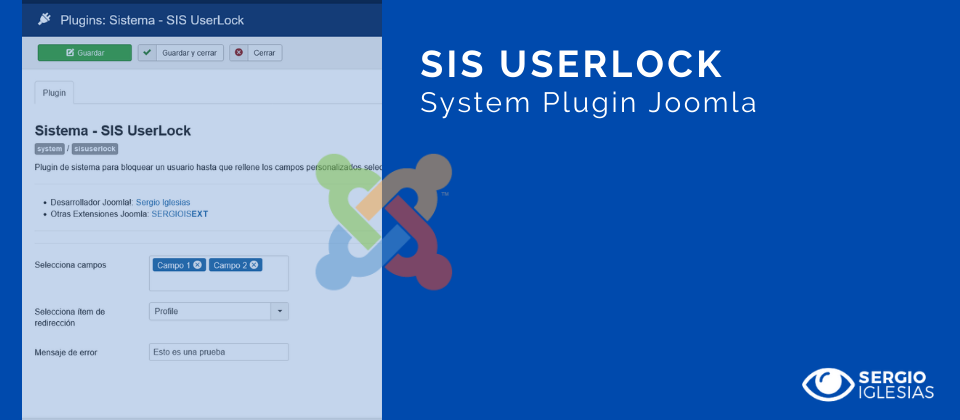 Plugins: Sistema - SIS UserLock
Guardar
Guardar y cerrar
Cerrar
Plugin
Sistema - SIS UserLock
system / sisuserlock
Plugin de sistema para bloquear un usuario hasta que rellene los campos personalizados
Desarrollador Joomla!: Sergio Iglesias
Otras Extensiones Joomla: SERGIOISEXT
Selecciona campos
Campo 1
Campo 2
Selecciona ítem de
redirección
Profile
Mensaje de error
Esto es una prueba
SIS USERLOCK
System Plugin Joomla
TM
SERGIO
IGLESIAS